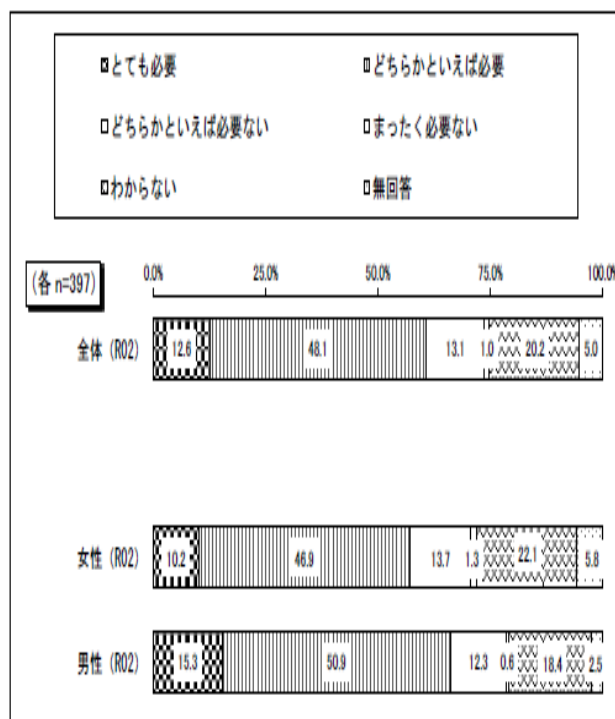 とても必要 どちらかといえば必要
どちらかといえば必要ない まったく必要ない
わからない 無回答
(各 n=397) 0.0% 25.0% 50.0% 75.0% 100.0%
全体 (R02) 12.6 48.1 13.1 1.0 20.2 5.0
女性 (R02) 10.2 46.9 13.7 1.3 22.1 5.8
男性 (R02) 15.3 50.9 12.3 0.6 18.4 2.5